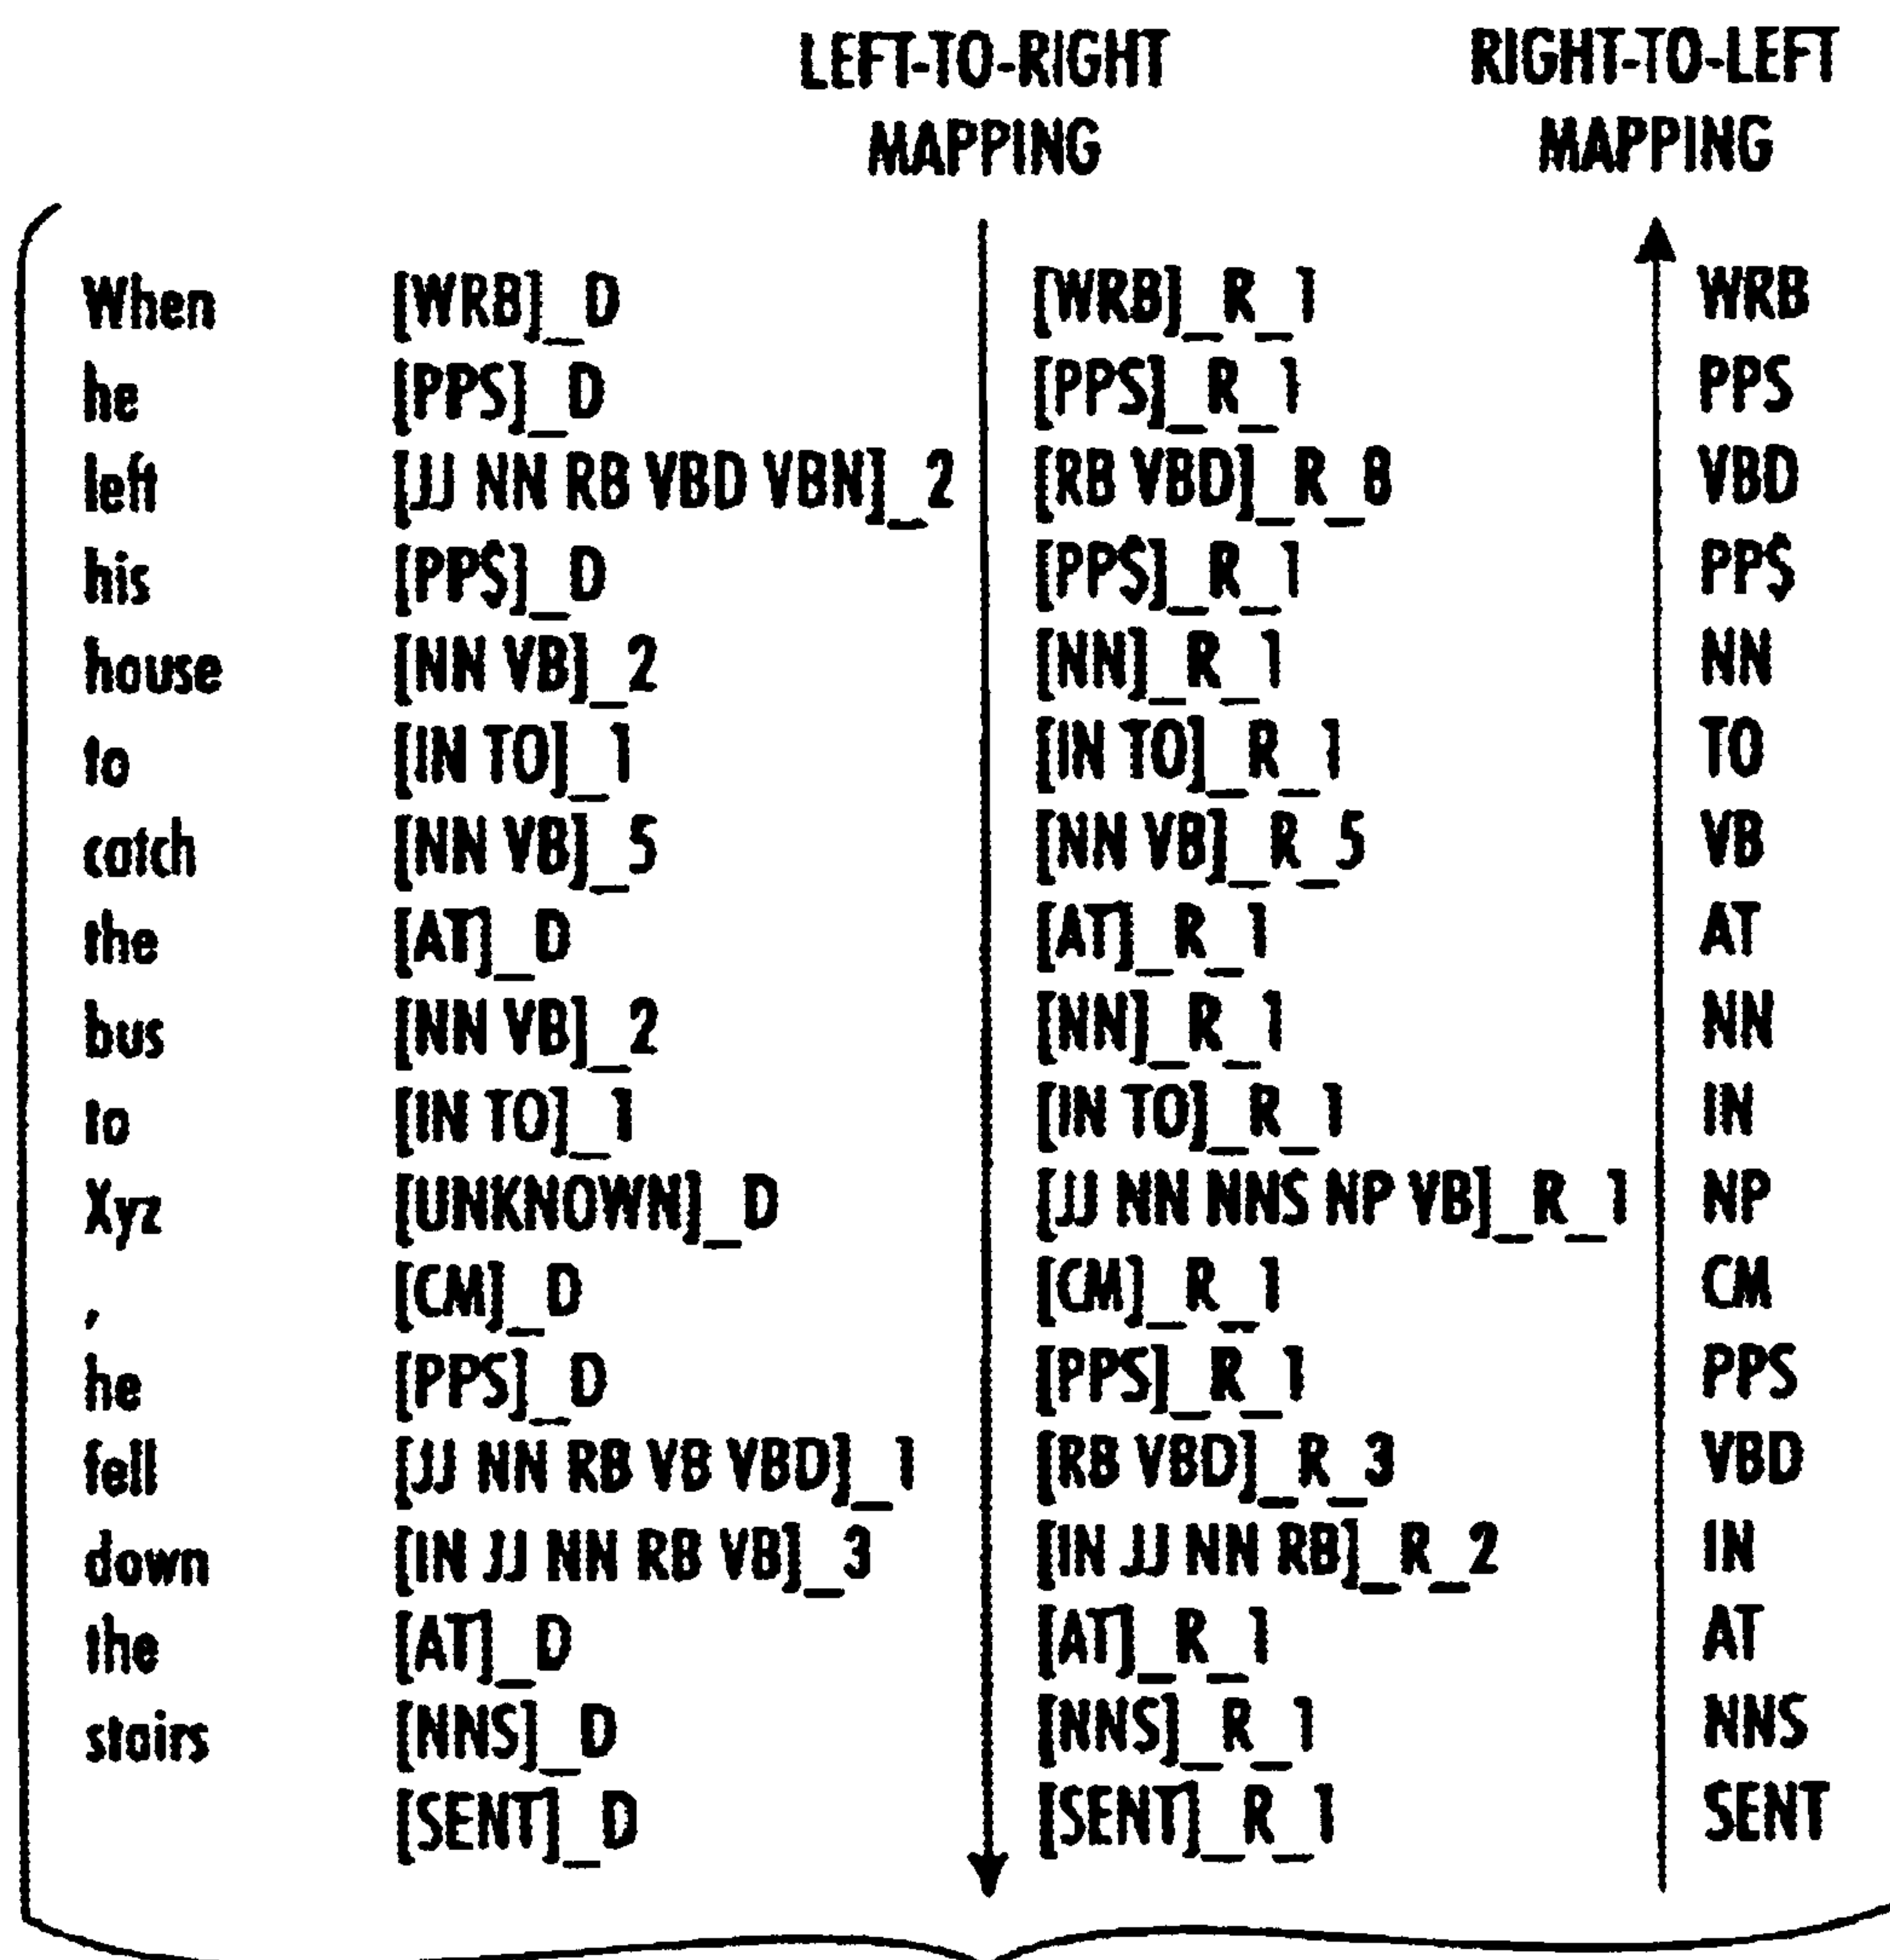 LEFT-TO-RIGHT RIGHT-TO-LEFT
MAPPING MAPPING
When [WRB]_D [WRB]_R_1 WRB
he [PPS]_D [PPS]_R_1 PPS
left [JJ NN RB VBD VBN]_2 [RB VBD]_R_8 VBD
his [PP$]_D [PP$]_R_1 PP$
house [NN VB]_2 [NN]_R_1 NN
to [IN TO]_1 [IN TO]_R_1 TO
catch [NN VB]_5 [NN VB]_R_5 VB
the [AT]_D [AT]_R_1 AT
bus [NN VB]_2 [NN]_R_1 NN
to [IN TO]_1 [IN TO]_R_1 IN
Xyz [UNKNOWN]_D [JJ NN NNS NP VB]_R_1 NP
, [CM]_D [CM]_R_1 CM
he [PPS]_D [PPS]_R_1 PPS
fell [JJ NN RB VB VBD]_1 [RB VBD]_R_3 VBD
down [IN JJ NN RB VB]_3 [IN JJ NN RB]_R_2 IN
the [AT]_D [AT]_R_1 AT
stairs [NNS]_D [NNS]_R_1 NNS
[SENT]_D [SENT]_R_1 SENT